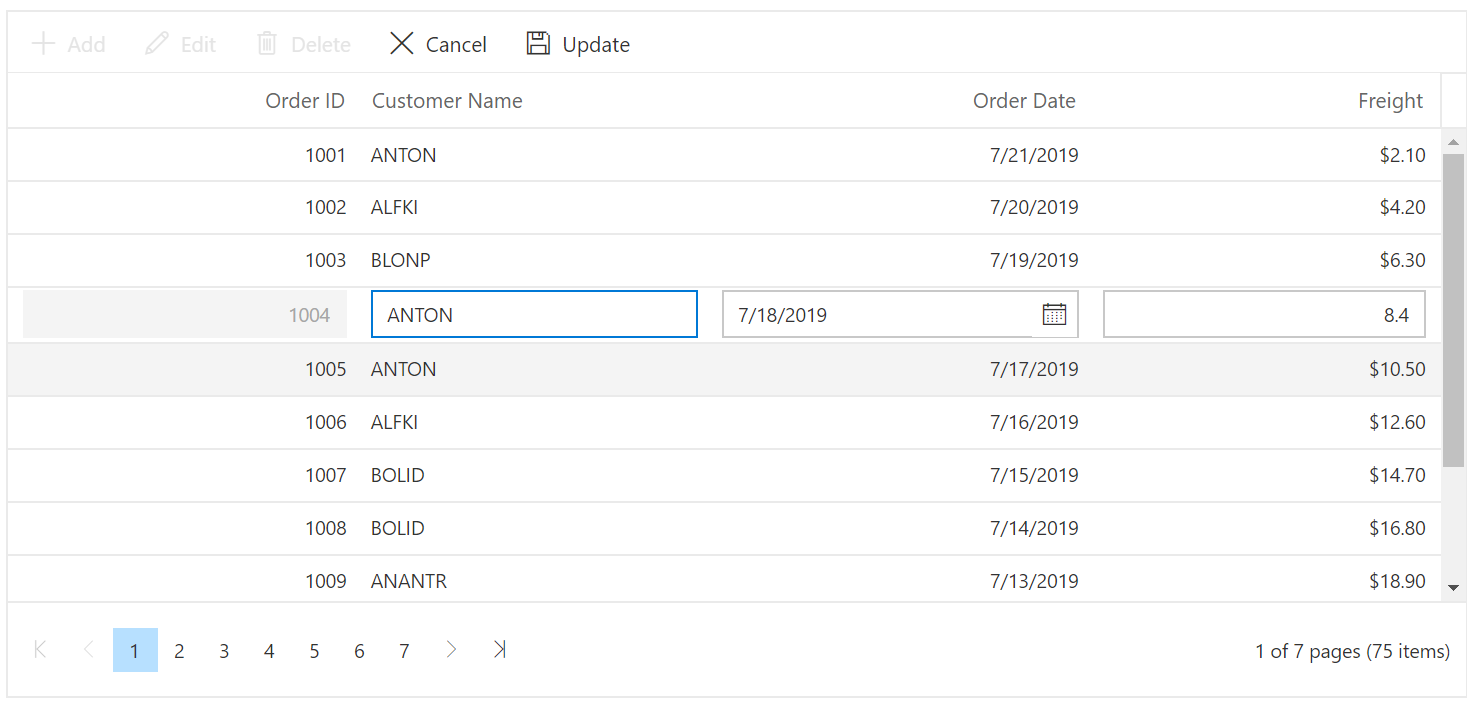 Add Edit Delete Cancel Update
Order ID Customer Name Order Date Freight
1001 ANTON 7/21/2019 $2.10
1002 ALFKI 7/20/2019 $4.20
1003 BLONP 7/19/2019 $6.30
1004 ANTON 7/18/2019 8.4
1005 ANTON 7/17/2019 $10.50
1006 ALFKI 7/16/2019 $12.60
1007 BOLID 7/15/2019 $14.70
1008 BOLID 7/14/2019 $16.80
1009 ANANTR 7/13/2019 $18.90
1 2 3 4 5 6 7 1 of 7 pages (75 items)